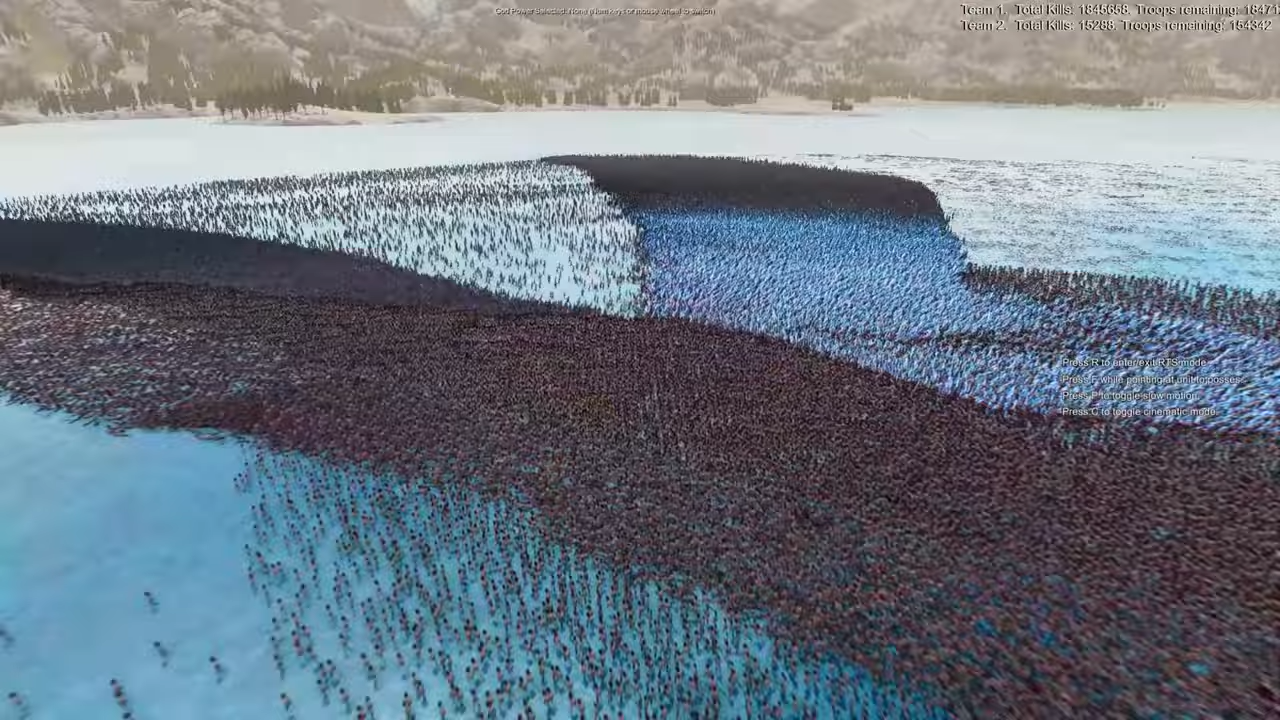 God Power Selected: None (Num keys or mouse wheel to switch)
Team 1. Total Kills: 1845658. Troops remaining: 18471
Team 2. Total Kills: 15288. Troops remaining: 154342
Press R to enter/exit RTS mode.
Press F while pointing at unit to possess.
Press P to toggle slow motion.
Press C to toggle cinematic mode.